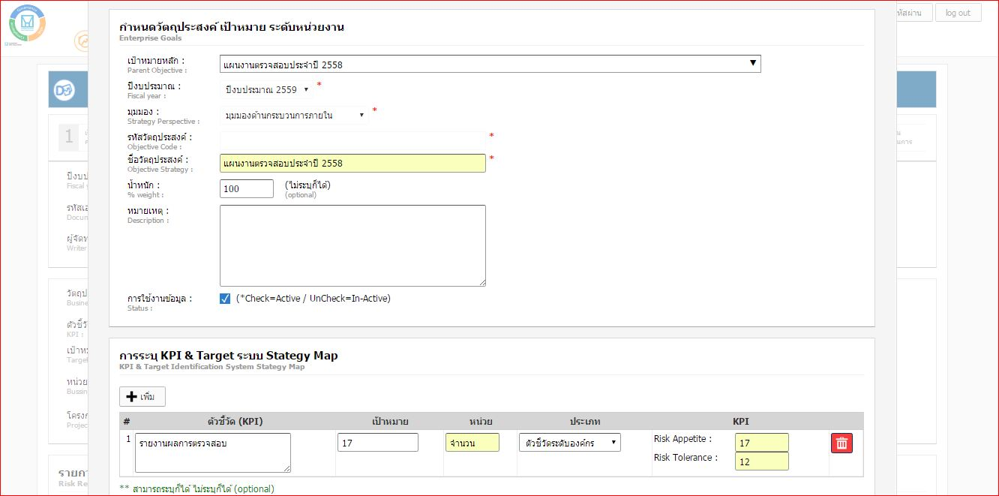 หัสผ่าน
log out
กำหนดวัตถุประสงค์ เป้าหมาย ระดับหน่วยงาน
Enterprise Goals
เป้าหมายหลัก :
Parent Objective :
แผนงานตรวจสอบประจำปี 2558
ปีงบประมาณ :
Fiscal year :
ปีงบประมาณ 2559
*
มุมมอง :
Strategy Perspective :
มุมมองด้านกระบวนการภายใน
*
รหัสวัตถุประสงค์ :
Objective Code :
*
ชื่อวัตถุประสงค์ :
Objective Strategy :
แผนงานตรวจสอบประจำปี 2558
*
น้ำหนัก :
% weight :
100
(ไม่ระบุก็ได้)
(optional)
หมายเหตุ :
Description :
การใช้งานข้อมูล :
Status :
(*Check=Active / UnCheck=In-Active)
การระบุ KPI & Target ระบบ Stategy Map
KPI & Target Identification System Stategy Map
เพิ่ม
# ตัวชี้วัด (KPI) เป้าหมาย หน่วย ประเภท KPI
1 รายงานผลการตรวจสอบ 17 จำนวน ตัวชี้วัดระดับองค์กร Risk Appetite : 17
Risk Tolerance : 12
** สามารถระบุก็ได้ ไม่ระบุก็ได้ (optional)
1
ปีงบป
Fiscal y
รหัสเอ
Docun
ผู้จัดท
Writer
วัตถุป
Busine
ตัวชี้วั
KPI :
เป้าหม
Target
หน่วย
Bussin
โครงก
Projec
รายกา
Risk Re